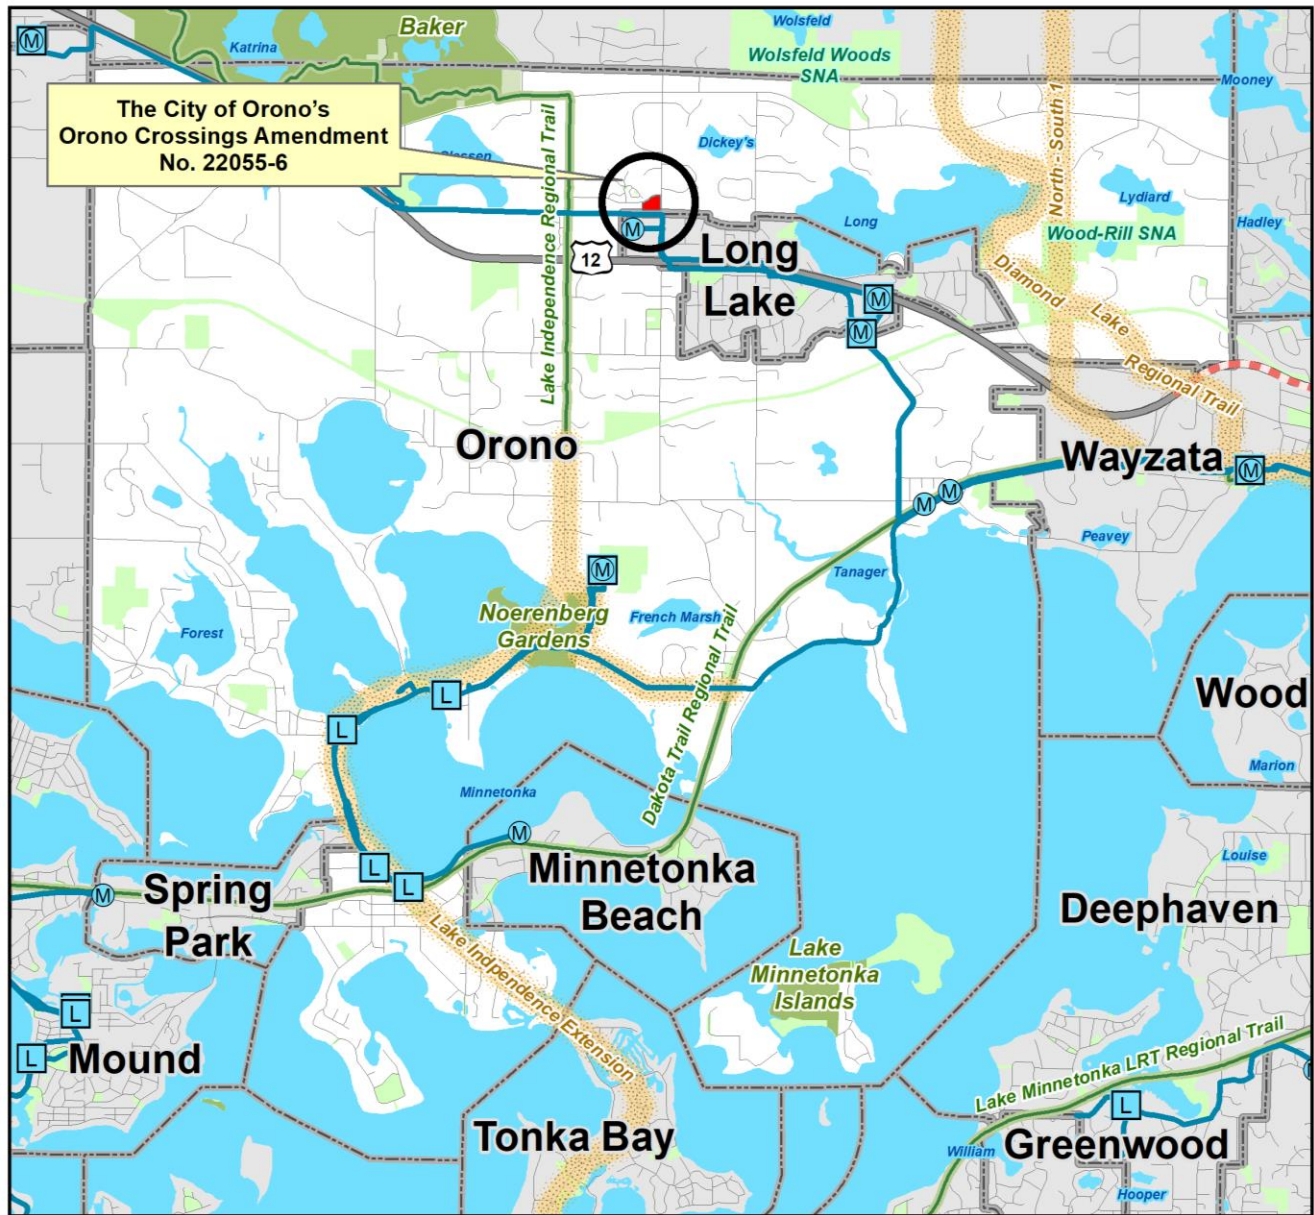 Baker
Wolsfeld
Katrina
Wolsfeld Woods
SNA
Mooney
The City of Orono's
Orono Crossings Amendment
No. 22055-6
Dickey's
North - South 1
Lake Independence Regional Trail
Lydiard
Long
Hadley
Wood-Rill SNA
12
Long
Lake
Diamond Lake Regional Trail
M
M
M
M
Orono
Wayzata
M
M
M
Peavey
M
Tanager
Noerenberg
Gardens
French Marsh
Forest
Dakota Trail Regional Trail
L
L
Wood
Marion
Minnetonka
M
L
L
Minnetonka
Beach
Louise
Spring
Park
M
Deephaven
Lake Indpendence Extension
Lake
Minnetonka
Islands
L
L
Mound
Lake Minnetonka LRT Regional Trail
L
Tonka Bay
William
Greenwood
Hooper